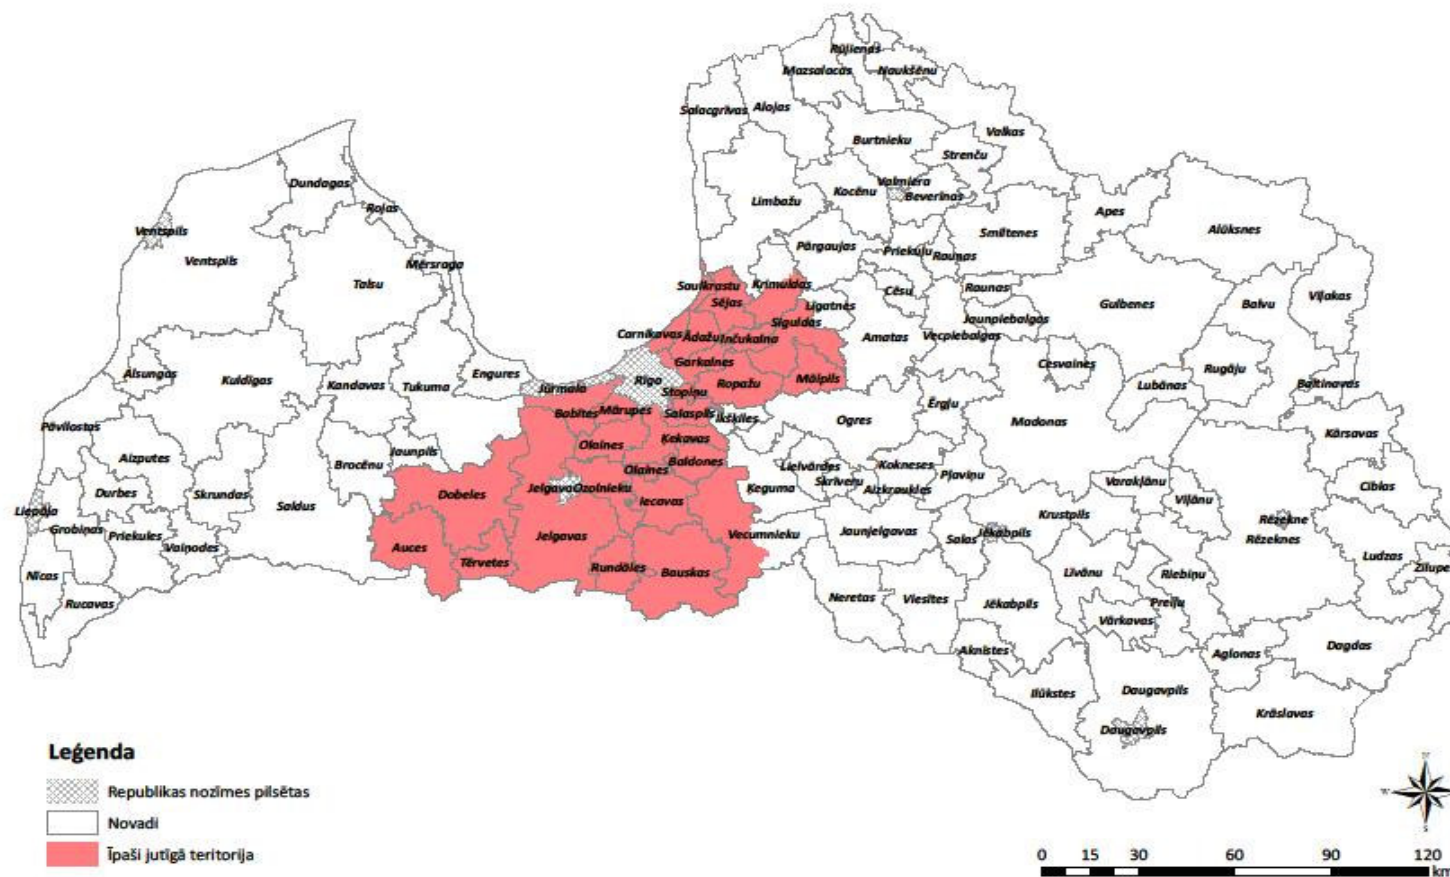 Rūjienas
Mazsalacas
Naukšēnu
Salacgrīvas
Alojas
Burtnieku
Valkas
Strenču
Dundagas
Kocēnu
Valmiera
Beverīnas
Limbažu
Rojas
Apes
Ventspils
Alūksnes
Smiltenes
Pārgaujas
Priekuļu
Raunas
Ventspils
Mērsraga
Talsu
Saulkrastu
Krimuldas
Cēsu
Raunas
Gulbenes
Balvu
Viļakas
Sējas
Līgatnes
Siguldas
Jaunpiebalgas
Carnikavas
Ādažu
Inčukalna
Amatas
Vecpiebalgas
Garkalnes
Cesvaines
Rugāju
Alsungas
Kuldīgas
Kandavas
Tukuma
Engures
Jūrmala
Rīga
Stopiņu
Ropažu
Mālpils
Lubānas
Baltinavas
Ērgļu
Babītes
Mārupes
Salaspils
Ikšķiles
Ogres
Madonas
Pāvilostas
Kārsavas
Olaines
Ķekavas
Aizputes
Jaunpils
Brocēnu
Olaines
Baldones
Lielvārdes
Kokneses
Pļaviņu
Durbes
Skrundas
Saldus
Dobeles
Jelgava
Ozolnieku
Iecavas
Ķeguma
Skrīveru
Aizkraukles
Varakļānu
Viļānu
Ciblas
Liepāja
Grobiņas
Priekules
Vaiņodes
Krustpils
Rēzekne
Rēzeknes
Auces
Jelgavas
Vecumnieku
Jaunjelgavas
Salas
Jēkabpils
Ludzas
Zilupes
Nīcas
Tērvetes
Rundāles
Bauskas
Līvānu
Riebiņu
Rucavas
Neretas
Viesītes
Jēkabpils
Preiļu
Vārkavas
Aknīstes
Aglonas
Dagdas
Ilūkstes
Daugavpils
Krāslavas
Daugavpils
Leģenda
Republikas nozīmes pilsētas
Novadi
Īpaši jutīgā teritorija
N
W
S
0 15 30 60 90 120
km